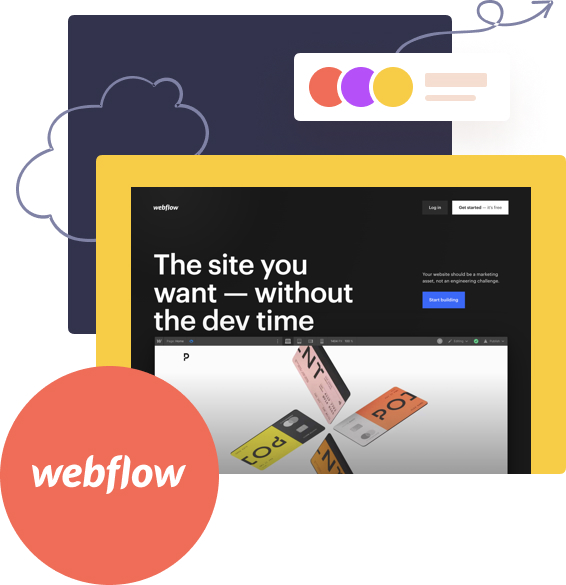 webflow
Log in
Get started — it's free
The site you
want — without
the dev time
Your website should be a marketing
asset, not an engineering challenge.
Start building
webflow